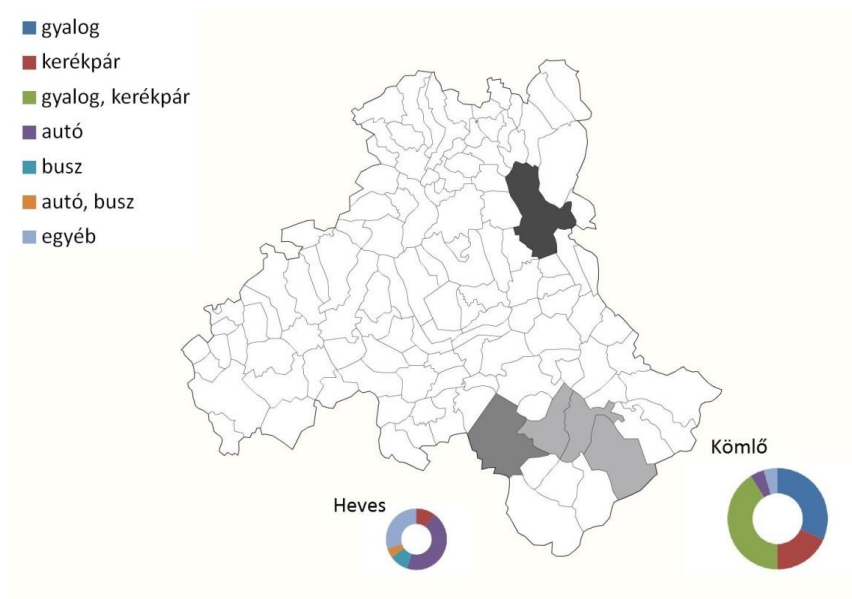 gyalog
kerékpár
gyalog, kerékpár
autó
busz
autó, busz
egyéb
Kömlő
Heves